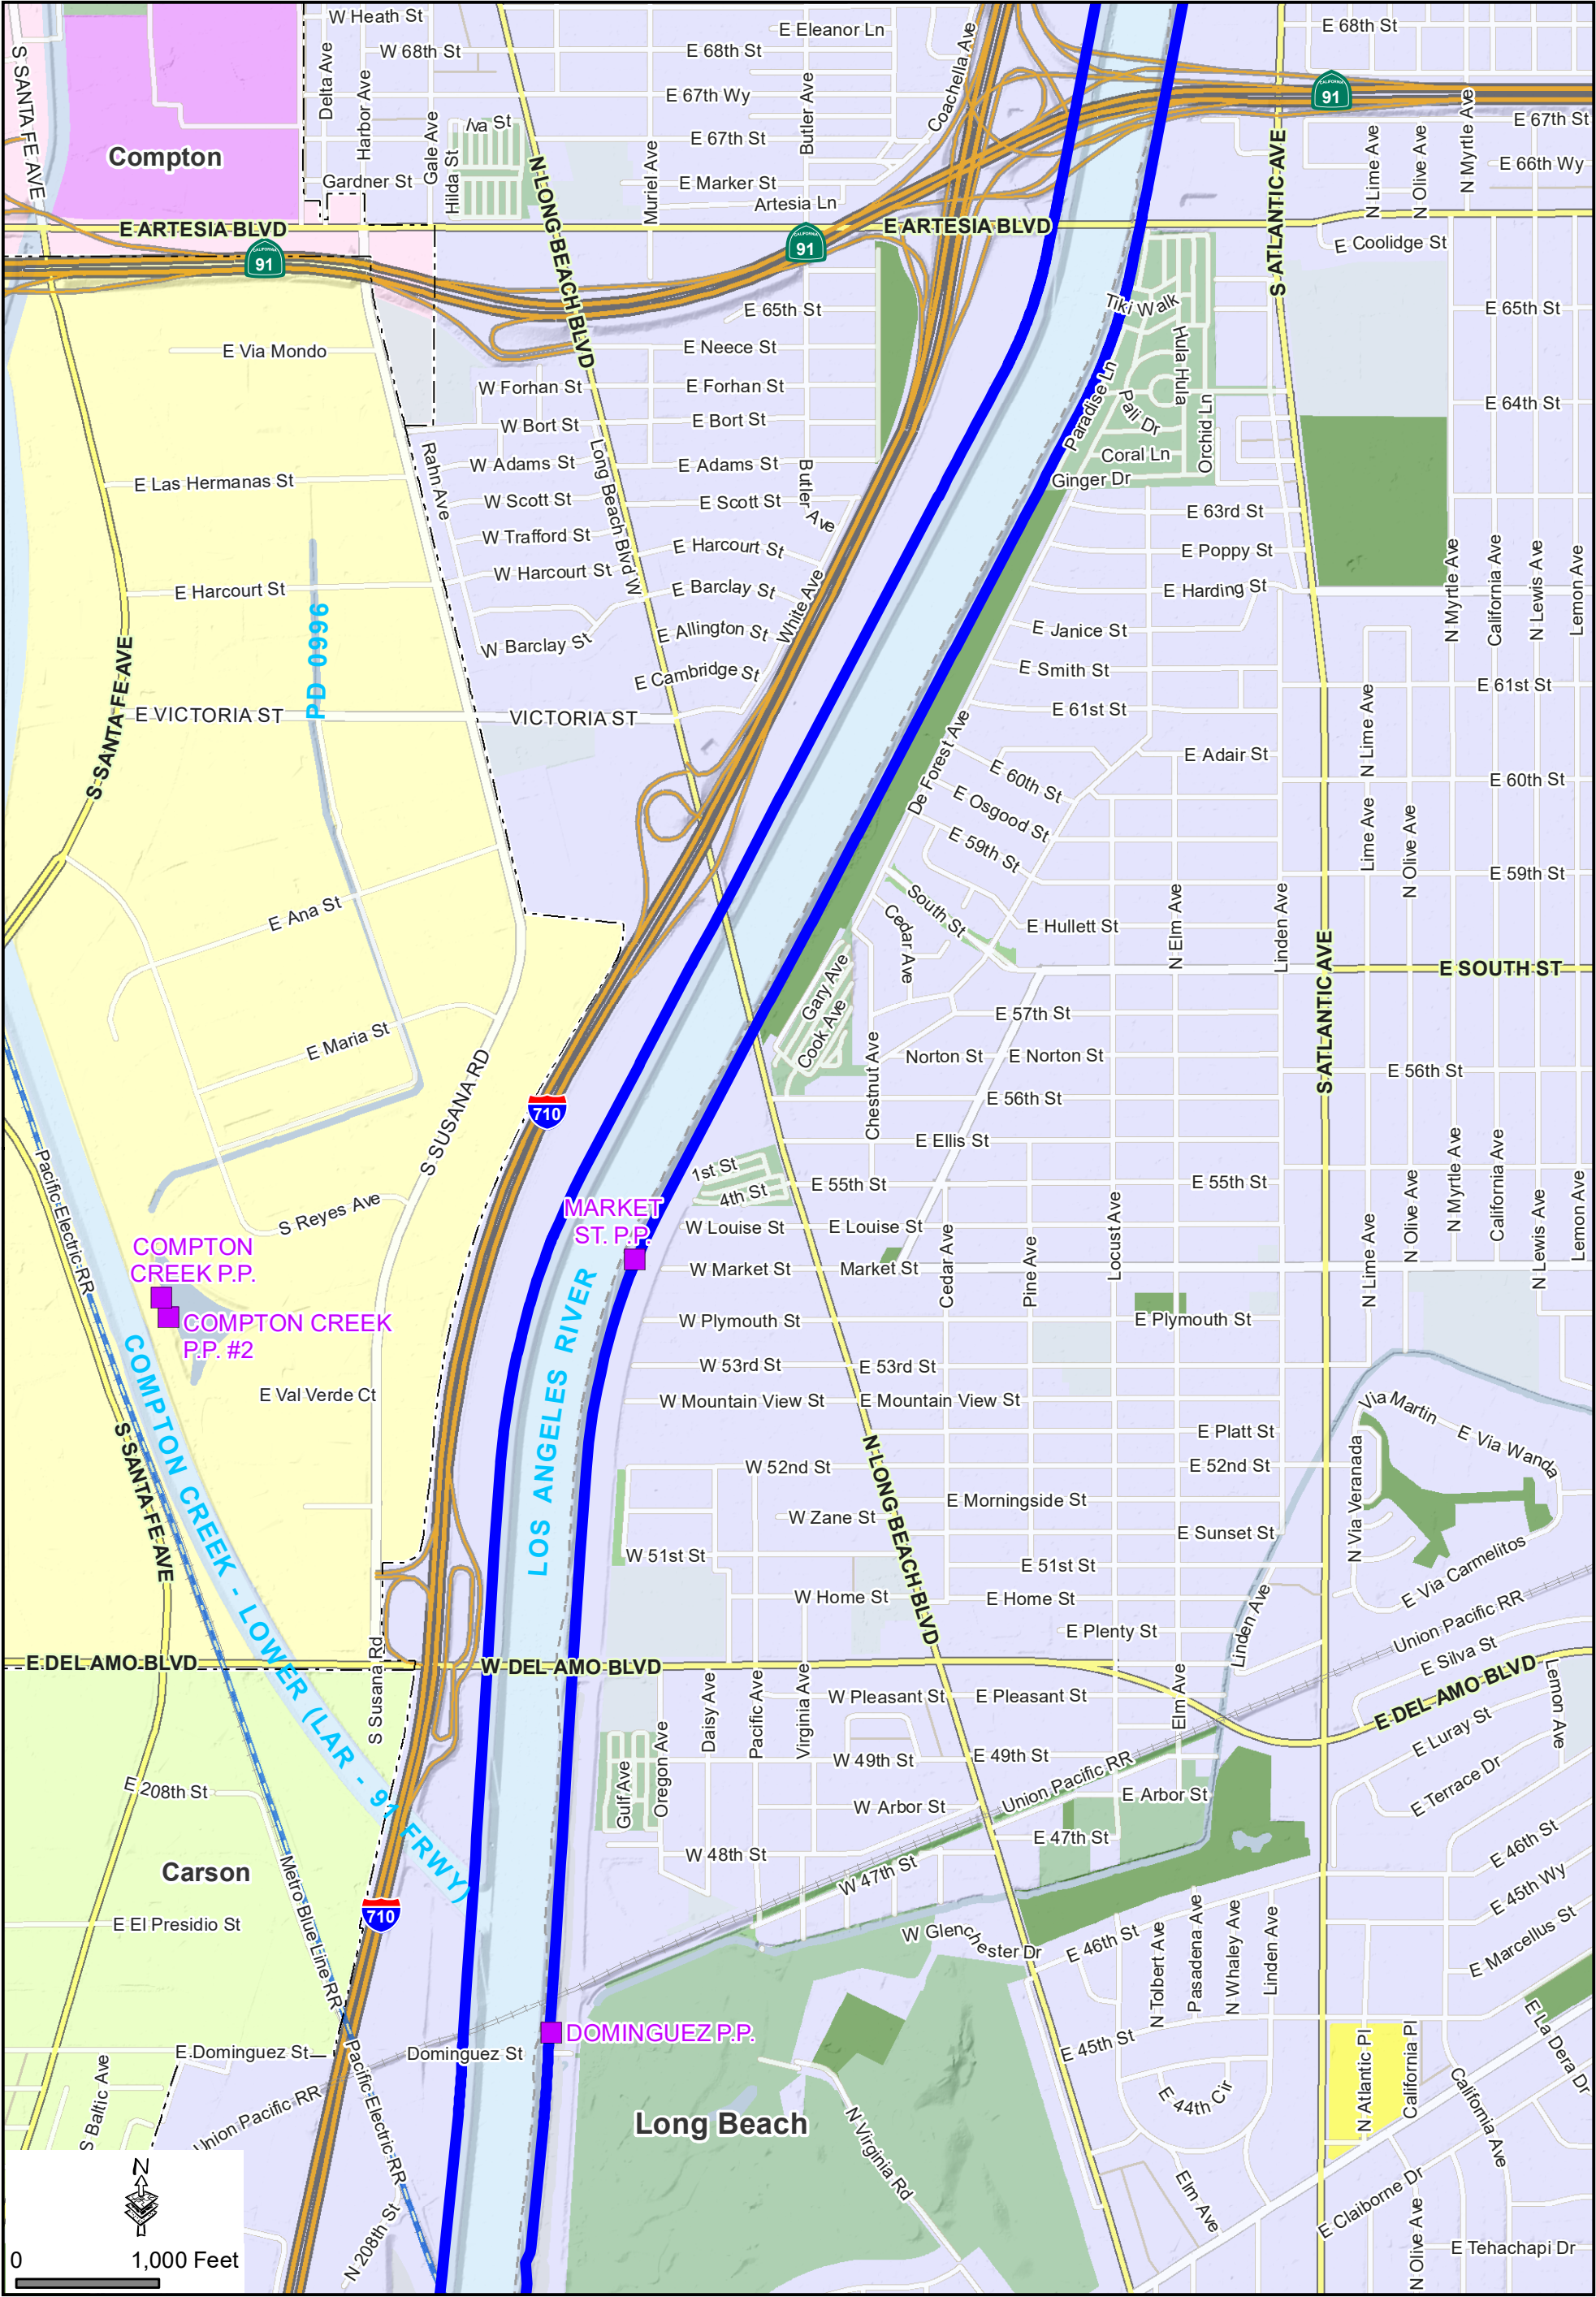 W Heath St
E Eleanor Ln
E 68th St
W 68th St
E 68th St
S SANTA FE AVE
Delta Ave
Harbor Ave
Gale Ave
Hilda St
Iva St
E 67th Wy
Butler Ave
Coachella Ave
91
E 67th St
E 67th St
Compton
N LONG BEACH BLVD
Muriel Ave
S ATLANTIC AVE
N Lime Ave
N Olive Ave
N Myrtle Ave
E 66th Wy
Gardner St
E Marker St
Artesia Ln
E ARTESIA BLVD
E ARTESIA BLVD
91
91
E Coolidge St
E 65th St
Tiki Walk
E 65th St
E Via Mondo
E Neece St
Hula Hula
W Forhan St
E Forhan St
Paradise Ln
Pali Dr
Orchid Ln
E 64th St
W Bort St
E Bort St
Rahn Ave
Long Beach Blvd W
W Adams St
E Adams St
Butler Ave
Coral Ln
Ginger Dr
E Las Hermanas St
W Scott St
E Scott St
E 63rd St
W Trafford St
E Harcourt St
E Poppy St
N Myrtle Ave
California Ave
N Lewis Ave
Lemon Ave
W Harcourt St
E Harcourt St
E Barclay St
White Ave
E Harding St
PD 0996
W Barclay St
E Allington St
E Janice St
S SANTA FE AVE
E Cambridge St
E Smith St
E 61st St
E VICTORIA ST
VICTORIA ST
E 61st St
N Lime Ave
De Forest Ave
E Adair St
E 60th St
E 60th St
E Osgood St
E 59th St
Lime Ave
N Olive Ave
E 59th St
E Ana St
South St
Cedar Ave
E Hullett St
N Elm Ave
Linden Ave
S ATLANTIC AVE
E SOUTH ST
Gary Ave
Cook Ave
E 57th St
E Maria St
Chestnut Ave
Norton St
E Norton St
E 56th St
S SUSANA RD
710
E 56th St
E Ellis St
Pacific Electric RR
1st St
4th St
E 55th St
E 55th St
N Olive Ave
N Myrtle Ave
California Ave
N Lewis Ave
Lemon Ave
S Reyes Ave
MARKET
ST. P.P.
W Louise St
E Louise St
Cedar Ave
Pine Ave
Locust Ave
N Lime Ave
COMPTON
CREEK P.P.
W Market St
Market St
COMPTON CREEK
P.P. #2
W Plymouth St
E Plymouth St
LOS ANGELES RIVER
W 53rd St
E 53rd St
E Val Verde Ct
W Mountain View St
E Mountain View St
Via Martin
E Via Wanda
COMPTON CREEK - LOWER (LAR - 91 FRWY)
S SANTA FE AVE
N LONG BEACH BLVD
E Platt St
W 52nd St
E 52nd St
N Via Veranada
E Morningside St
W Zane St
E Sunset St
W 51st St
E 51st St
E Via Carmelitos
W Home St
E Home St
Linden Ave
Union Pacific RR
E Plenty St
E Silva St
S Susana Rd
E DEL AMO BLVD
W DEL AMO BLVD
E DEL AMO BLVD
Daisy Ave
Pacific Ave
Virginia Ave
W Pleasant St
E Pleasant St
Elm Ave
Lemon Ave
E Luray St
Gulf Ave
Oregon Ave
W 49th St
E 49th St
Union Pacific RR
E Terrace Dr
E 208th St
W Arbor St
E Arbor St
E 47th St
E 46th St
W 48th St
Carson
Metro Blue Line RR
W 47th St
E 45th Wy
710
E El Presidio St
W Glenchester Dr
E 46th St
N Tolbert Ave
Pasadena Ave
N Whaley Ave
Linden Ave
E Marcellus St
DOMINGUEZ P.P.
E Dominguez St
Dominguez St
E 45th St
N Atlantic Pl
California Pl
California Ave
E La Dera Dr
S Baltic Ave
Union Pacific RR
Pacific Electric RR
E 44th Cir
Long Beach
N Virginia Rd
Elm Ave
E Claiborne Dr
N Olive Ave
E Tehachapi Dr
N 208th St
N
0
1,000 Feet